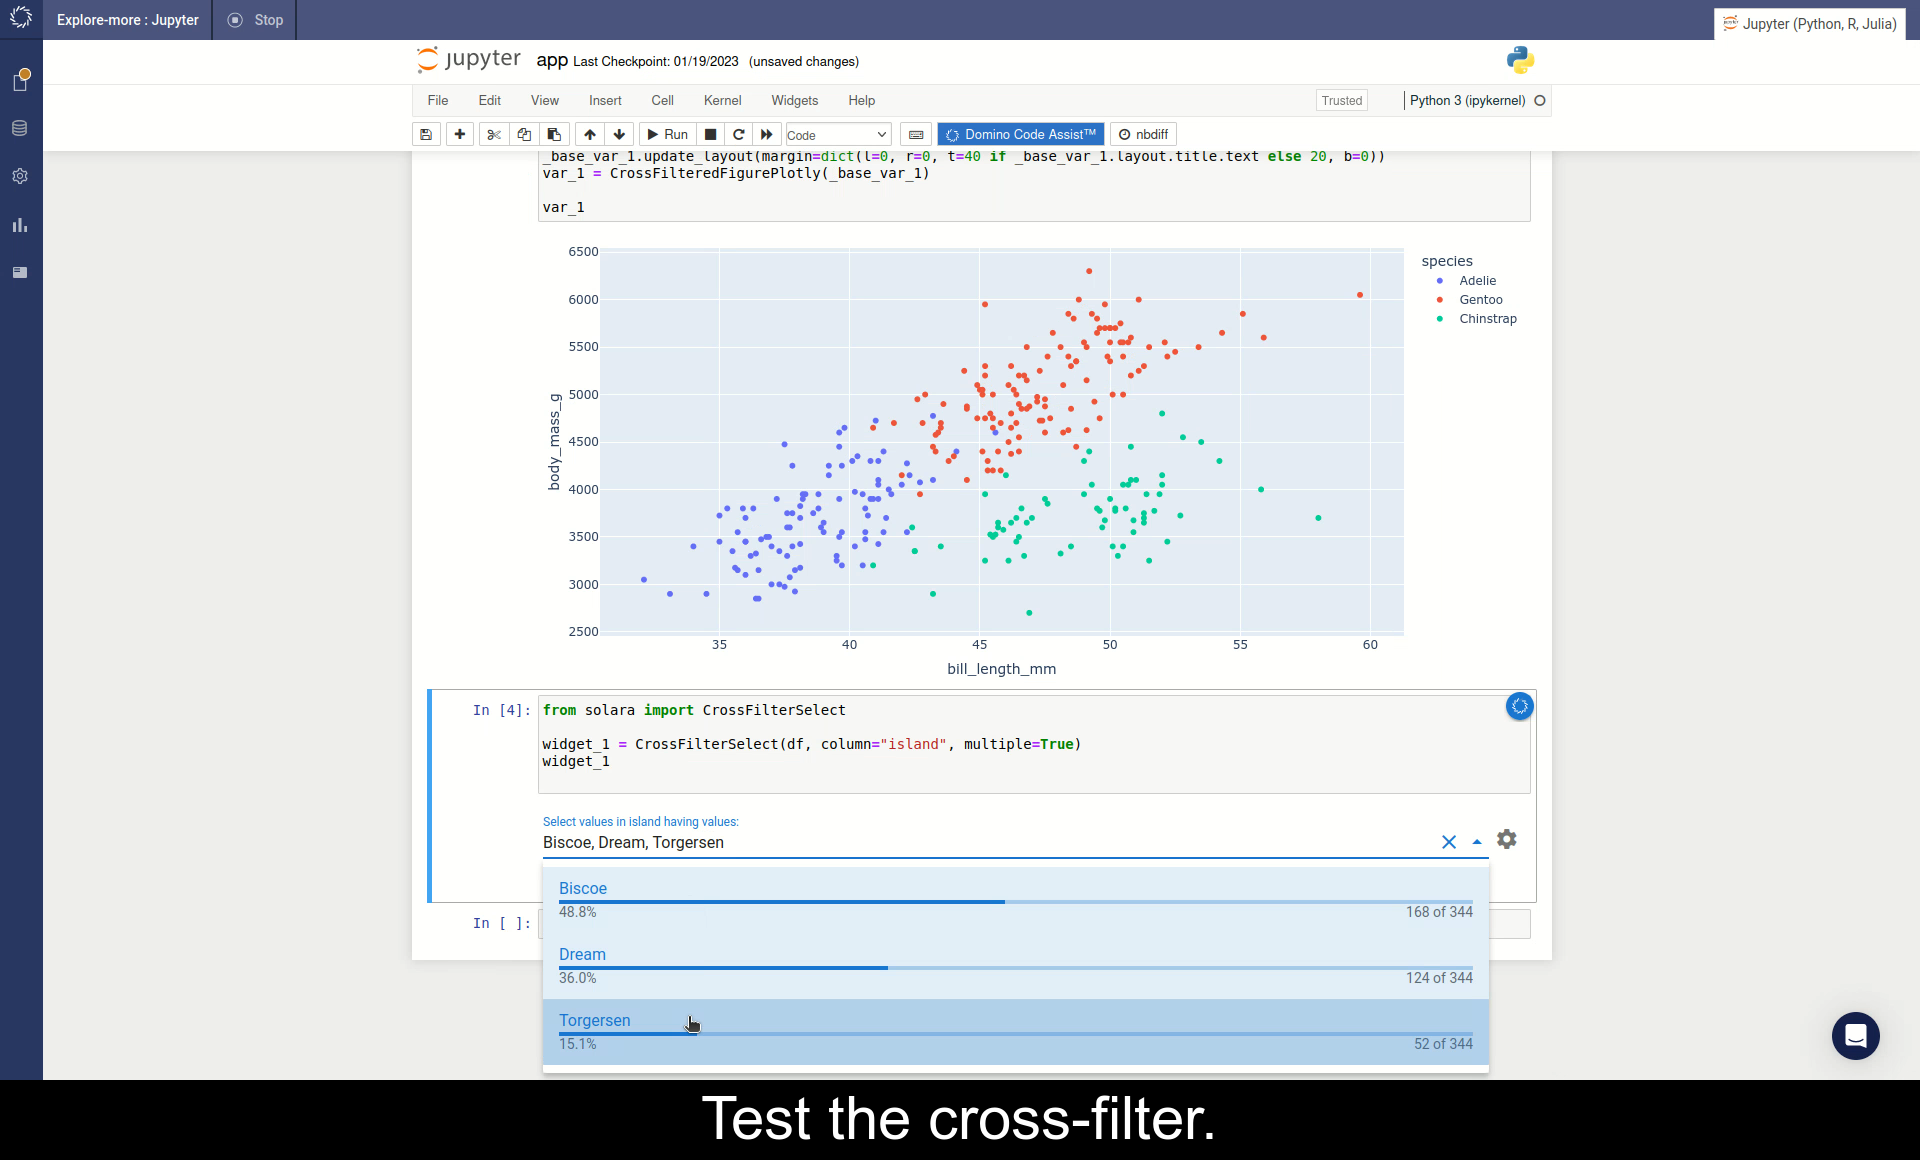 Explore-more : Jupyter
Stop
Jupyter (Python, R, Julia)
jupyter app Last Checkpoint: 01/19/2023 (unsaved changes)
File Edit View Insert Cell Kernel Widgets Help Trusted Python 3 (ipykernel)
Run Code Domino Code Assist™ nbdiff
_base_var_1.update_layout(margin=dict(l=0, r=0, t=40 if _base_var_1.layout.title.text else 20, b=0))
var_1 = CrossFilteredFigurePlotly(_base_var_1)
var_1
6500
6000
5500
5000
4500
4000
3500
3000
2500
body_mass_g
35 40 45 50 55 60
bill_length_mm
species
Adelie
Gentoo
Chinstrap
In [4]:
from solara import CrossFilterSelect
widget_1 = CrossFilterSelect(df, column="island", multiple=True)
widget_1
Select values in island having values:
Biscoe, Dream, Torgersen
Biscoe
48.8% 168 of 344
Dream
36.0% 124 of 344
Torgersen
15.1% 52 of 344
In [ ]:
Test the cross-filter.